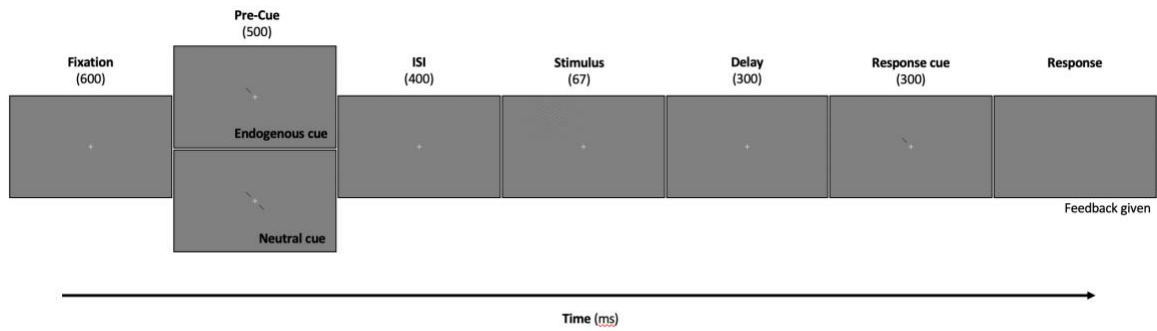 Pre-Cue
(500)
Fixation
(600)
ISI
(400)
Stimulus
(67)
Delay
(300)
Response cue
(300)
Response
Endogenous cue
Neutral cue
Feedback given
Time (ms)